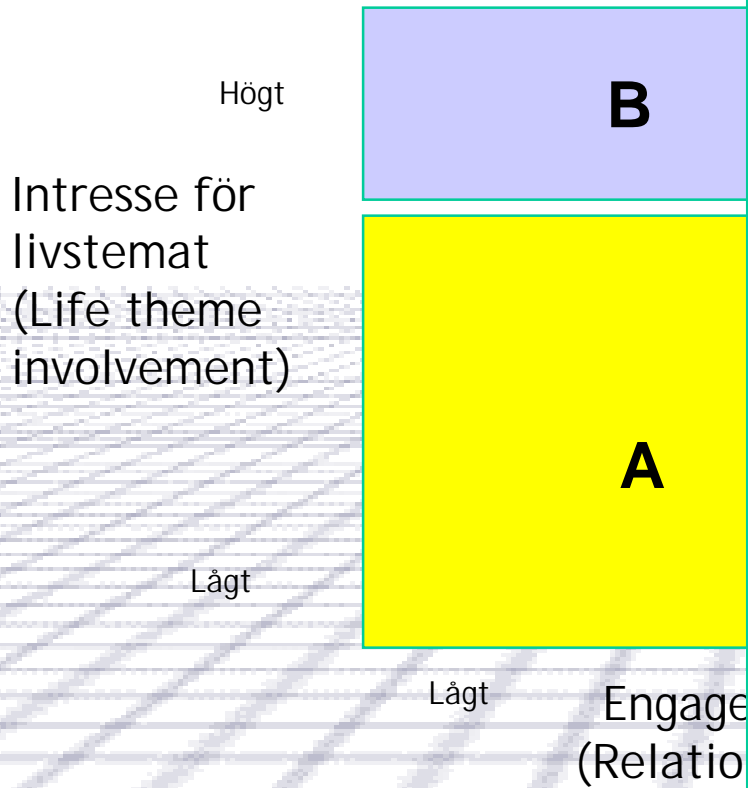 Högt
B
Intresse för
livstemat
(Life theme
involvement)
A
Lågt
Lågt
Engage
(Relatio